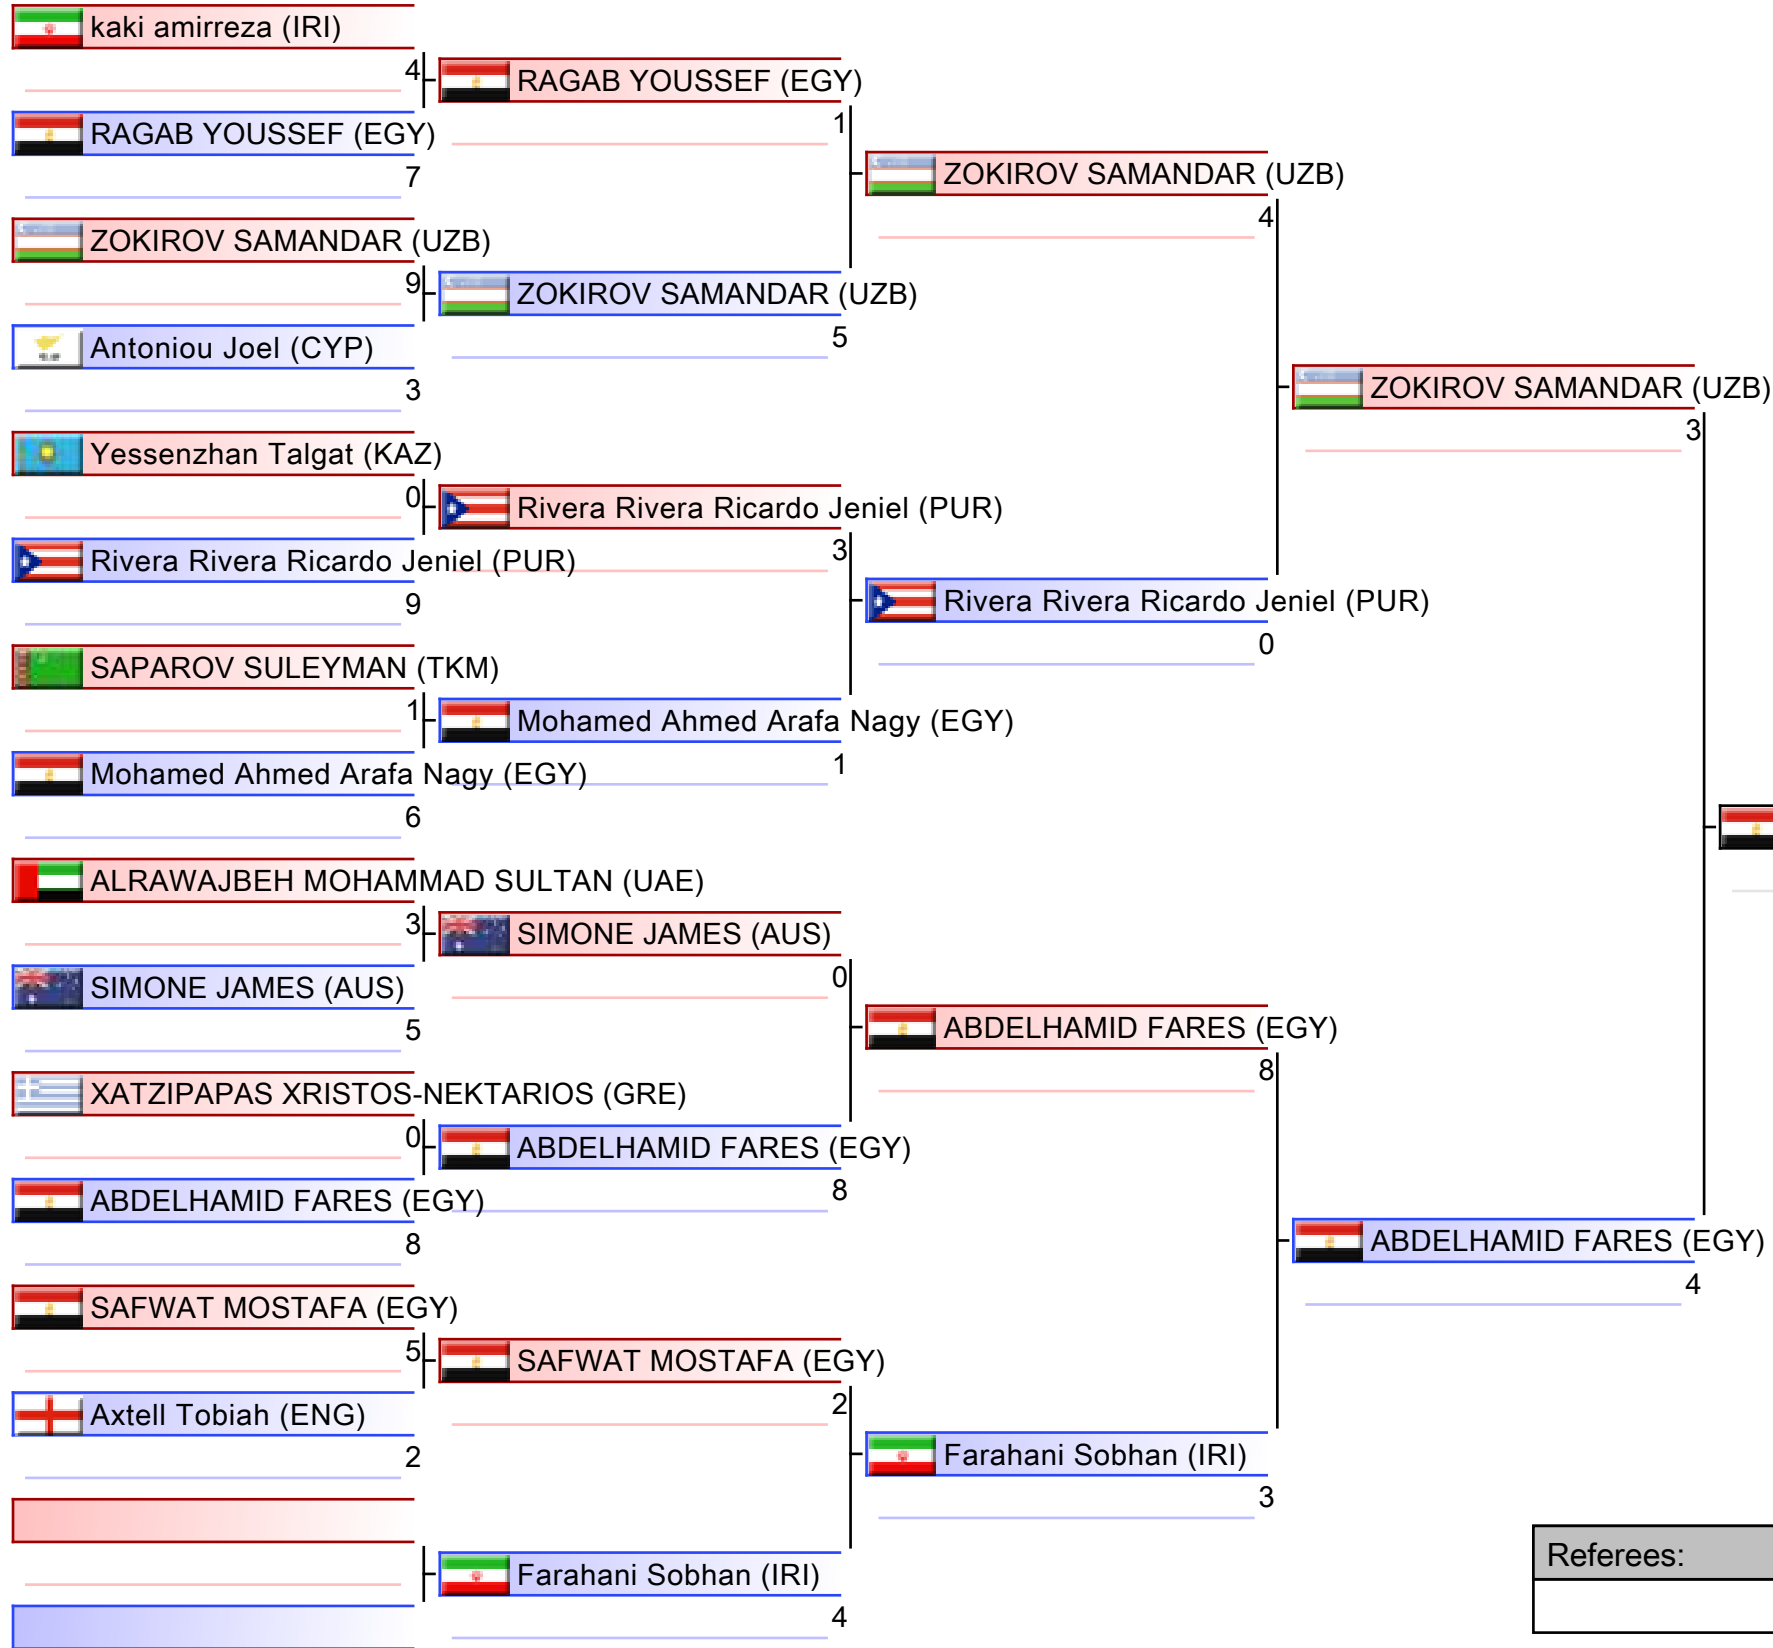 kaki amirreza (IRI)
4
RAGAB YOUSSEF (EGY)
7
ZOKIROV SAMANDAR (UZB)
9
Antoniou Joel (CYP)
3
Yessenzhan Talgat (KAZ)
0
Rivera Rivera Ricardo Jeniel (PUR)
9
SAPAROV SULEYMAN (TKM)
1
Mohamed Ahmed Arafa Nagy (EGY)
6
ALRAWAJBEH MOHAMMAD SULTAN (UAE)
3
SIMONE JAMES (AUS)
5
XATZIPAPAS XRISTOS-NEKTARIOS (GRE)
0
ABDELHAMID FARES (EGY)
8
SAFWAT MOSTAFA (EGY)
5
Axtell Tobiah (ENG)
2
RAGAB YOUSSEF (EGY)
1
ZOKIROV SAMANDAR (UZB)
5
Rivera Rivera Ricardo Jeniel (PUR)
3
Mohamed Ahmed Arafa Nagy (EGY)
1
SIMONE JAMES (AUS)
0
ABDELHAMID FARES (EGY)
8
SAFWAT MOSTAFA (EGY)
2
Farahani Sobhan (IRI)
4
ZOKIROV SAMANDAR (UZB)
4
Rivera Rivera Ricardo Jeniel (PUR)
0
ABDELHAMID FARES (EGY)
8
Farahani Sobhan (IRI)
3
ZOKIROV SAMANDAR (UZB)
3
ABDELHAMID FARES (EGY)
4
Referees: